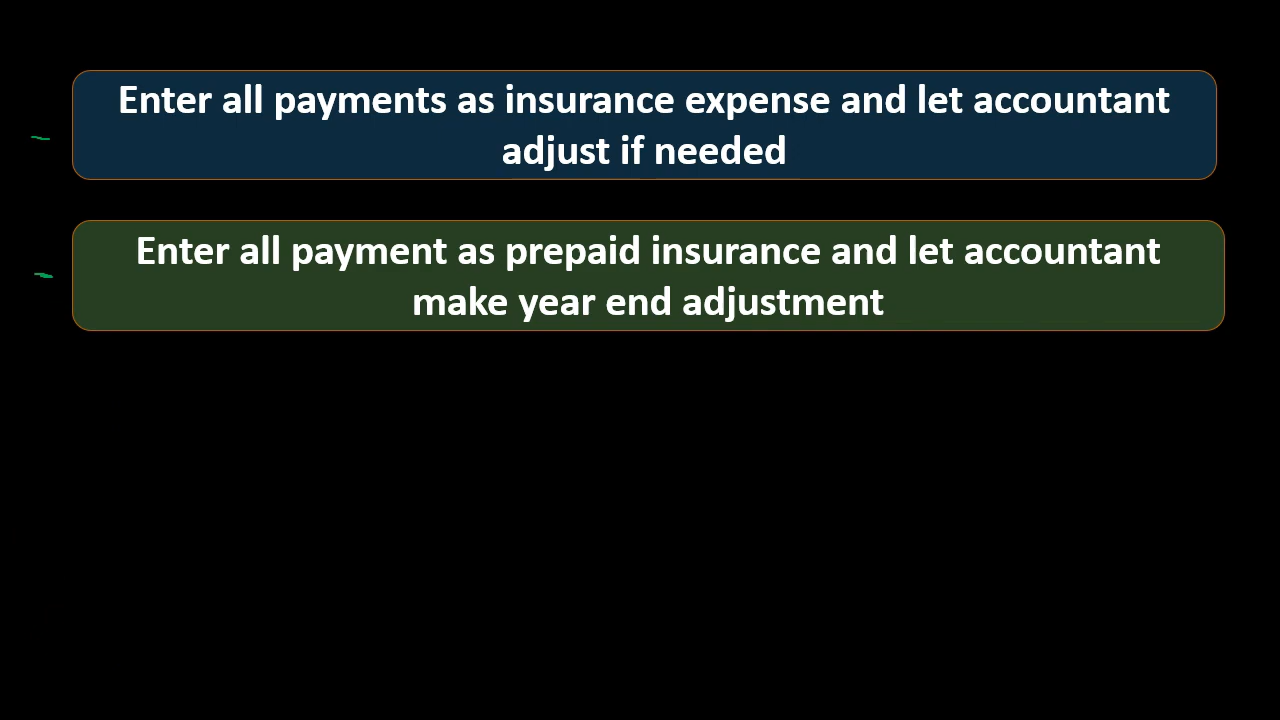 Enter all payments as insurance expense and let accountant
adjust if needed
Enter all payment as prepaid insurance and let accountant
make year end adjustment